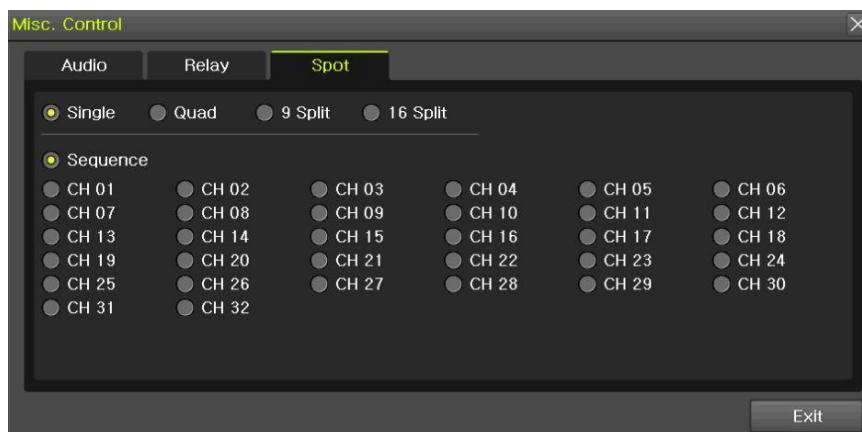 Misc. Control
Audio Relay Spot
Single Quad 9 Split 16 Split
Sequence
CH 01 CH 02 CH 03 CH 04 CH 05 CH 06
CH 07 CH 08 CH 09 CH 10 CH 11 CH 12
CH 13 CH 14 CH 15 CH 16 CH 17 CH 18
CH 19 CH 20 CH 21 CH 22 CH 23 CH 24
CH 25 CH 26 CH 27 CH 28 CH 29 CH 30
CH 31 CH 32
Exit